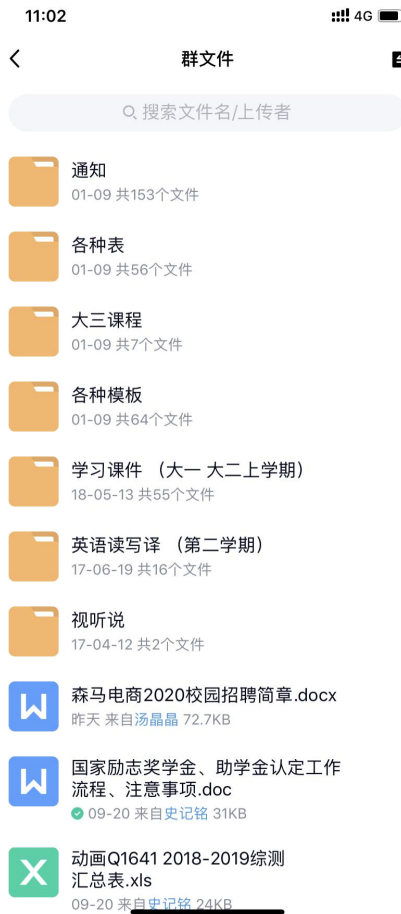 11:02 4G
群文件
搜索文件名/上传者
通知
01-09 共153个文件
各种表
01-09 共56个文件
大三课程
01-09 共7个文件
各种模板
01-09 共64个文件
学习课件 （大一 大二上学期）
18-05-13 共55个文件
英语读写译 （第二学期）
17-06-19 共16个文件
视听说
17-04-12 共2个文件
森马电商2020校园招聘简章.docx
昨天 来自汤晶晶 72.7KB
国家励志奖学金、助学金认定工作
流程、注意事项.doc
09-20 来自史记铭 31KB
动画Q1641 2018-2019综测
汇总表.xls
09-20 来自史记铭 24KB